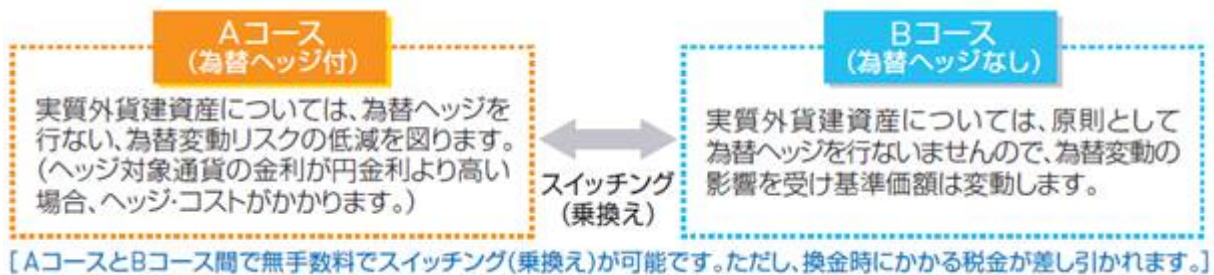 Aコース
(為替ヘッジ付)
実質外貨建資産については、為替ヘッジを
行ない、為替変動リスクの低減を図ります。
(ヘッジ対象通貨の金利が円金利より高い
場合、ヘッジ・コストがかかります。)
スイッチング
(乗換え)
Bコース
(為替ヘッジなし)
実質外貨建資産については、原則として
為替ヘッジを行ないませんので、為替変動の
影響を受け基準価額は変動します。
[AコースとBコース間で無手数料でスイッチング(乗換え)が可能です。ただし、換金時にかかる税金が差し引かれます。]